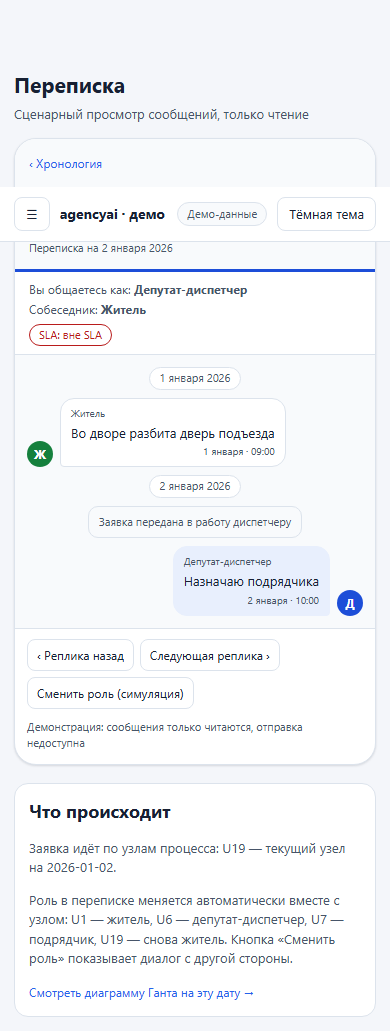 Переписка
Сценарный просмотр сообщений, только чтение
‹ Хронология
☰ agencyai · демо Демо-данные Тёмная тема
Переписка на 2 января 2026
Вы общаетесь как: Депутат-диспетчер
Собеседник: Житель
SLA: вне SLA
1 января 2026
Житель
Во дворе разбита дверь подъезда
1 января · 09:00
Ж
2 января 2026
Заявка передана в работу диспетчеру
Депутат-диспетчер
Назначаю подрядчика
2 января · 10:00
Д
‹ Реплика назад Следующая реплика ›
Сменить роль (симуляция)
Демонстрация: сообщения только читаются, отправка
недоступна
Что происходит
Заявка идёт по узлам процесса: U19 — текущий узел
на 2026-01-02.
Роль в переписке меняется автоматически вместе с
узлом: U1 — житель, U6 — депутат-диспетчер, U7 —
подрядчик, U19 — снова житель. Кнопка «Сменить
роль» показывает диалог с другой стороны.
Смотреть диаграмму Ганта на эту дату →